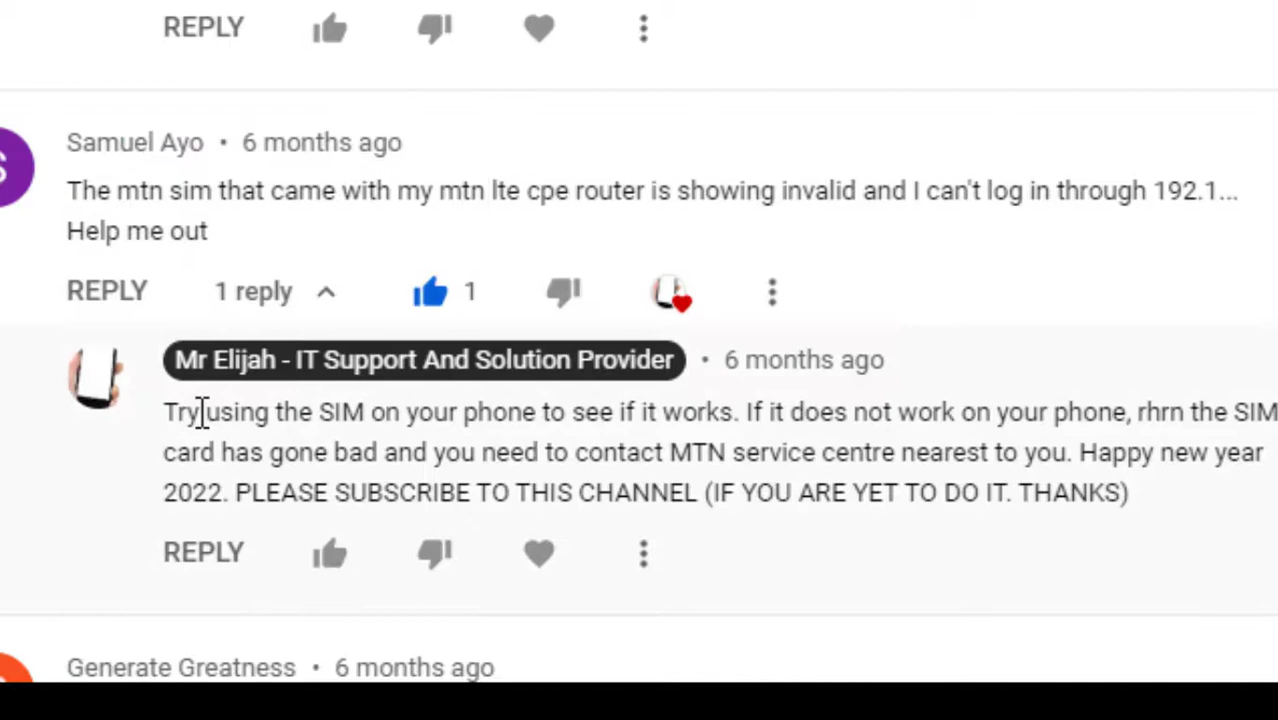 REPLY
Samuel Ayo • 6 months ago
The mtn sim that came with my mtn lte cpe router is showing invalid and I can't log in through 192.1...
Help me out
REPLY 1 reply 1
Mr Elijah - IT Support And Solution Provider • 6 months ago
Try using the SIM on your phone to see if it works. If it does not work on your phone, rhrn the SIM
card has gone bad and you need to contact MTN service centre nearest to you. Happy new year
2022. PLEASE SUBSCRIBE TO THIS CHANNEL (IF YOU ARE YET TO DO IT. THANKS)
REPLY
Generate Greatness • 6 months ago